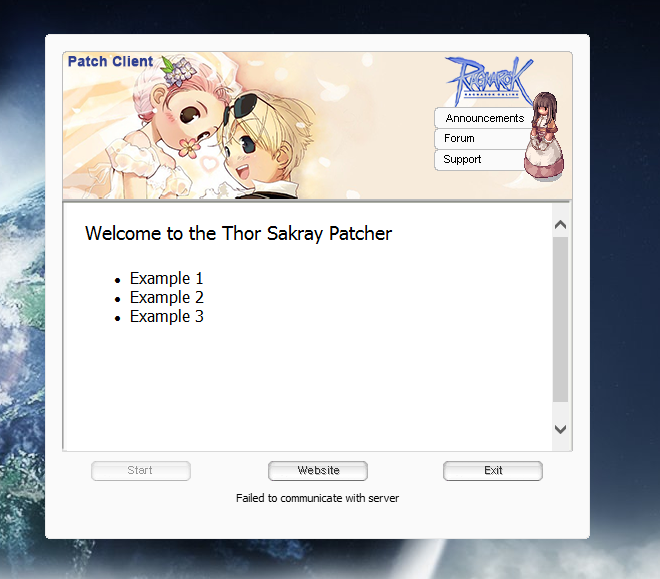 Patch Client
RAGNAROK
RAGNAROK ONLINE
Announcements
Forum
Support
Welcome to the Thor Sakray Patcher
• Example 1
• Example 2
• Example 3
Start
Website
Exit
Failed to communicate with server